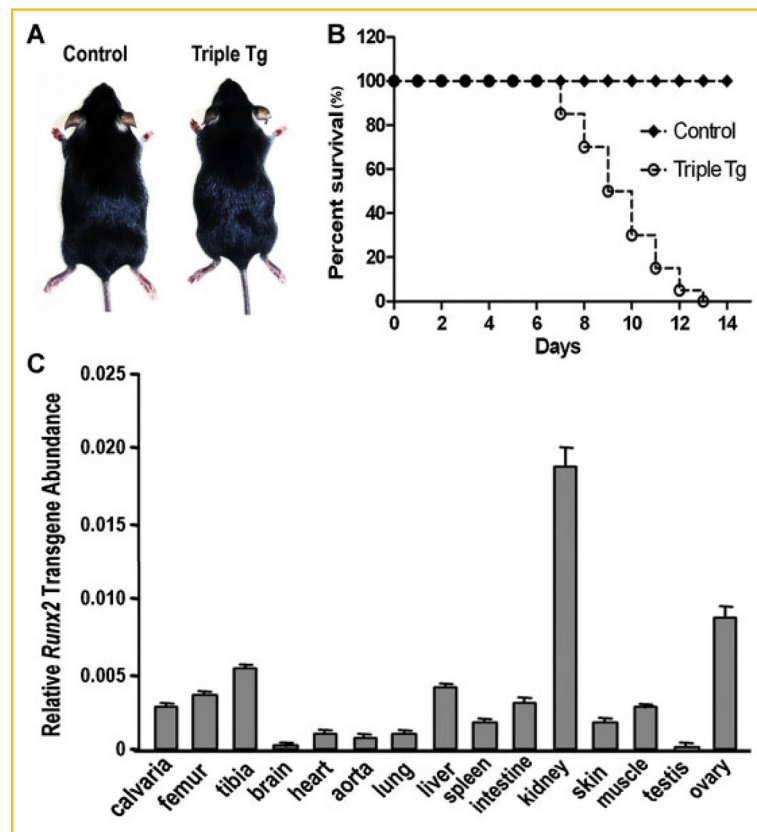 A
Control Triple Tg
B
Percent survival (%)
120
100
80
60
40
20
0
Control
Triple Tg
0 2 4 6 8 10 12 14
Days
C
Relative Runx2 Transgene Abundance
0.025
0.020
0.015
0.010
0.005
0
calvaria femur tibia brain heart aorta lung liver spleen intestine kidney skin muscle testis ovary